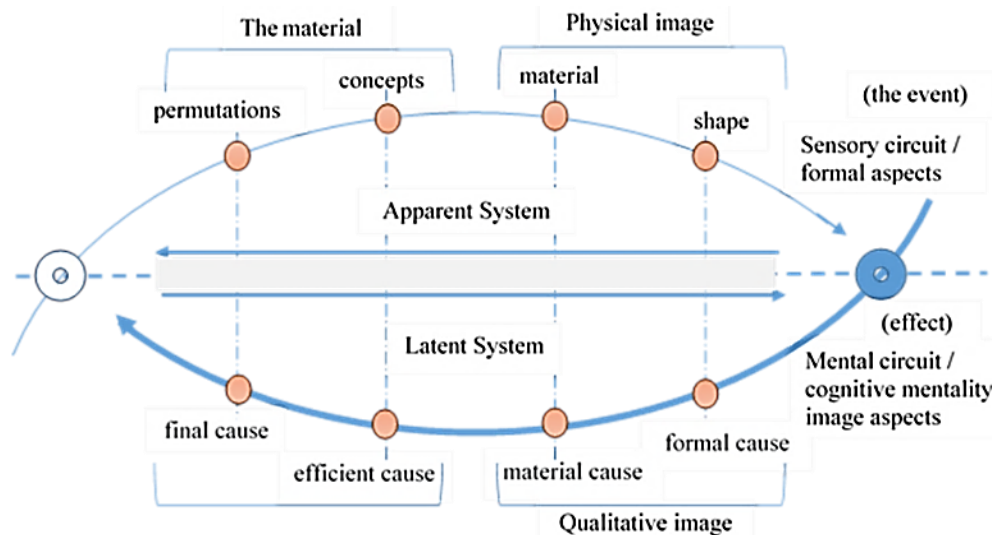 The material
Physical image
concepts
material
permutations
shape
(the event)
Sensory circuit /
formal aspects
Apparent System
Latent System
(effect)
Mental circuit /
cognitive mentality
image aspects
final cause
efficient cause
material cause
formal cause
Qualitative image